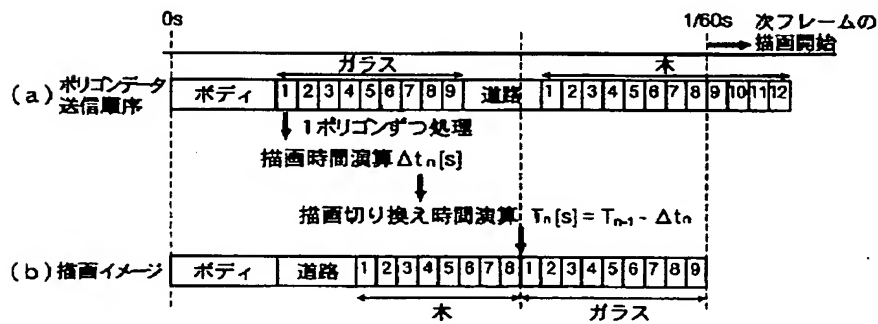 0s 1/60s 次フレームの
描画開始
ガラス 木
(a)ポリゴンデータ
送信順序
ボディ 1 2 3 4 5 6 7 8 9 道路 1 2 3 4 5 6 7 8 9 10 11 12
1ポリゴンずつ処理
描画時間演算Δtn[s]
描画切り換え時間演算 Tn[s]=Tn-1-Δtn
(b)描画イメージ ボディ 道路 1 2 3 4 5 6 7 8 1 2 3 4 5 6 7 8 9
木 ガラス